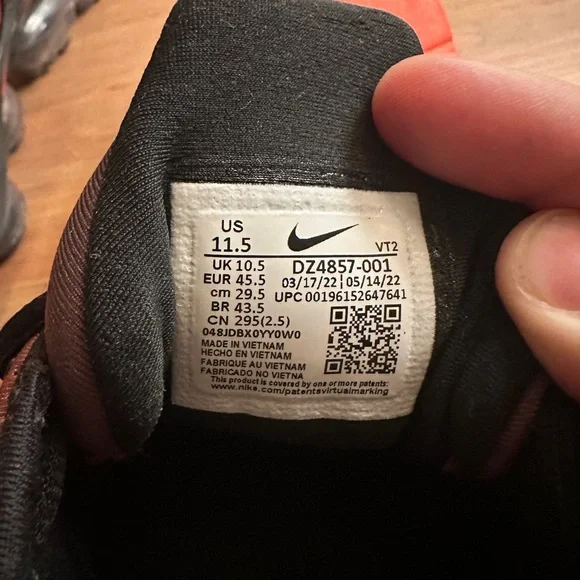 US
11.5
VT2
UK 10.5
EUR 45.5
cm 29.5
BR 43.5
CN 295(2.5)
DZ4857-001
03/17/22 | 05/14/22
UPC 00196152647641
048JDBX0YY0W0
MADE IN VIETNAM
HECHO EN VIETNAM
FABRIQUE AU VIETNAM
FABRICADO NO VIETNA
This product is covered by one or more patents:
www.nike.com/patentsvirtualmarking